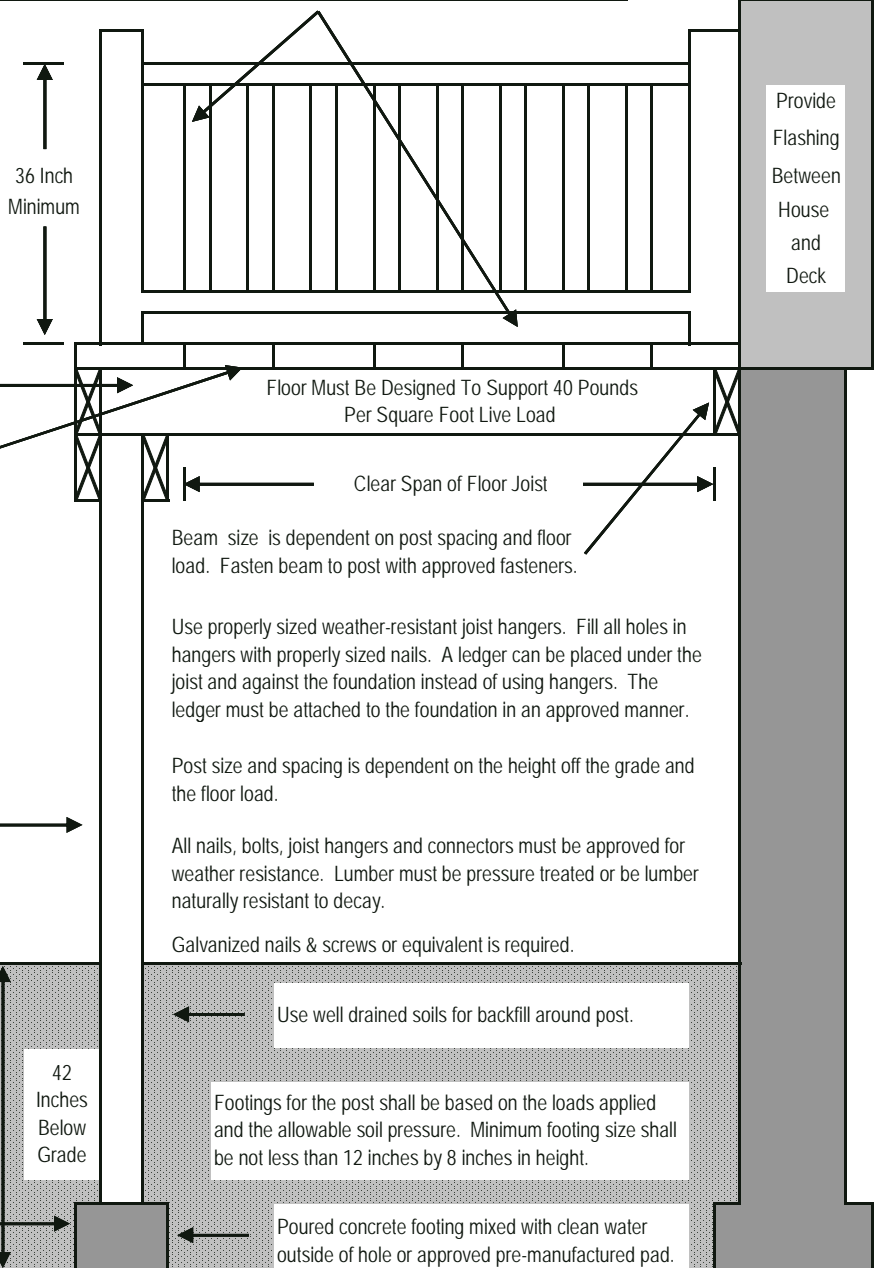 36 Inch
Minimum
Provide
Flashing
Between
House
and
Deck
Floor Must Be Designed To Support 40 Pounds
Per Square Foot Live Load
Clear Span of Floor Joist
Beam size is dependent on post spacing and floor
load. Fasten beam to post with approved fasteners.
Use properly sized weather-resistant joist hangers. Fill all holes in
hangers with properly sized nails. A ledger can be placed under the
joist and against the foundation instead of using hangers. The
ledger must be attached to the foundation in an approved manner.
Post size and spacing is dependent on the height off the grade and
the floor load.
All nails, bolts, joist hangers and connectors must be approved for
weather resistance. Lumber must be pressure treated or be lumber
naturally resistant to decay.
Galvanized nails & screws or equivalent is required.
Use well drained soils for backfill around post.
42
Inches
Below
Grade
Footings for the post shall be based on the loads applied
and the allowable soil pressure. Minimum footing size shall
be not less than 12 inches by 8 inches in height.
Poured concrete footing mixed with clean water
outside of hole or approved pre-manufactured pad.